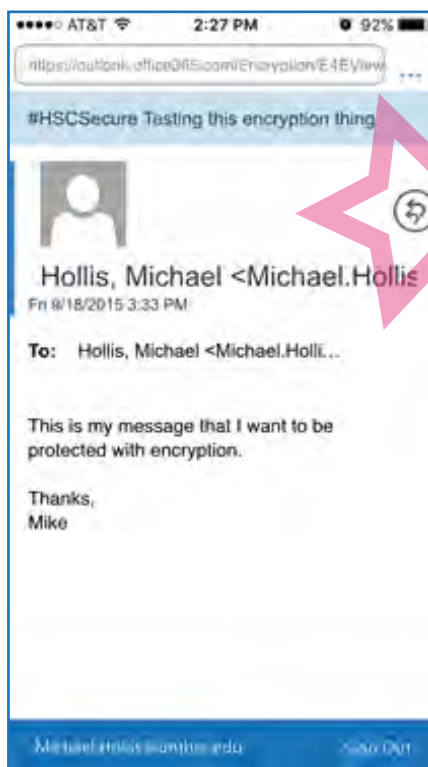 AT&T 2:27 PM 92%
#HSCSecure Testing this encryption thing
Hollis, Michael <Michael.Hollis
Fri 9/18/2015 3:33 PM
To: Hollis, Michael <Michael.Holli...
This is my message that I want to be
protected with encryption.
Thanks,
Mike
Sign Out